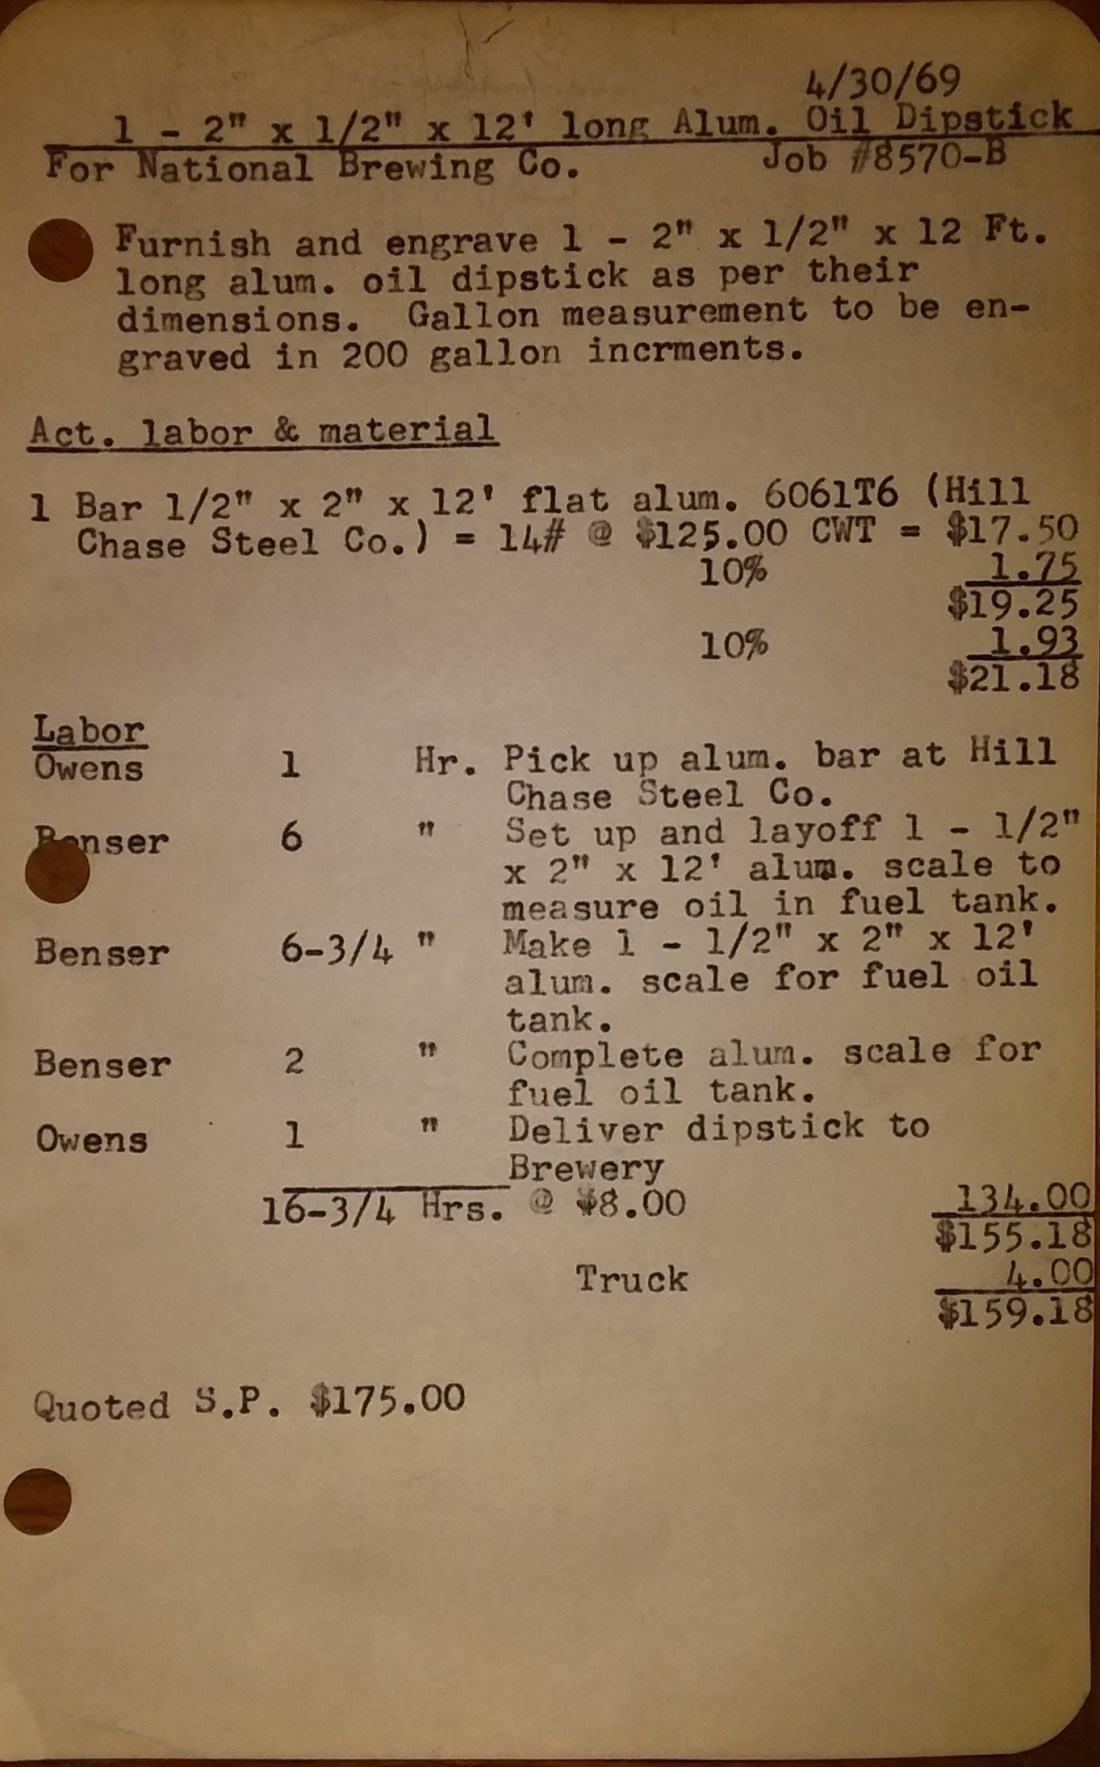 4/30/69
1 - 2" x 1/2" x 12' long Alum. Oil Dipstick
For National Brewing Co. Job #8570-B
Furnish and engrave 1 - 2" x 1/2" x 12 Ft.
long alum. oil dipstick as per their
dimensions. Gallon measurement to be en-
graved in 200 gallon incrments.
Act. labor & material
1 Bar 1/2" x 2" x 12' flat alum. 6061T6 (Hill
Chase Steel Co.) = 14# @ $125.00 CWT = $17.50
10% 1.75
$19.25
10% 1.93
$21.18
Labor
Owens 1 Hr. Pick up alum. bar at Hill
Chase Steel Co.
Benser 6 " Set up and layoff 1 - 1/2"
x 2" x 12' alum. scale to
measure oil in fuel tank.
Benser 6-3/4 " Make 1 - 1/2" x 2" x 12'
alum. scale for fuel oil
tank.
Benser 2 " Complete alum. scale for
fuel oil tank.
Owens 1 " Deliver dipstick to
Brewery
16-3/4 Hrs. @ $8.00 134.00
$155.18
Truck 4.00
$159.18
Quoted S.P. $175.00